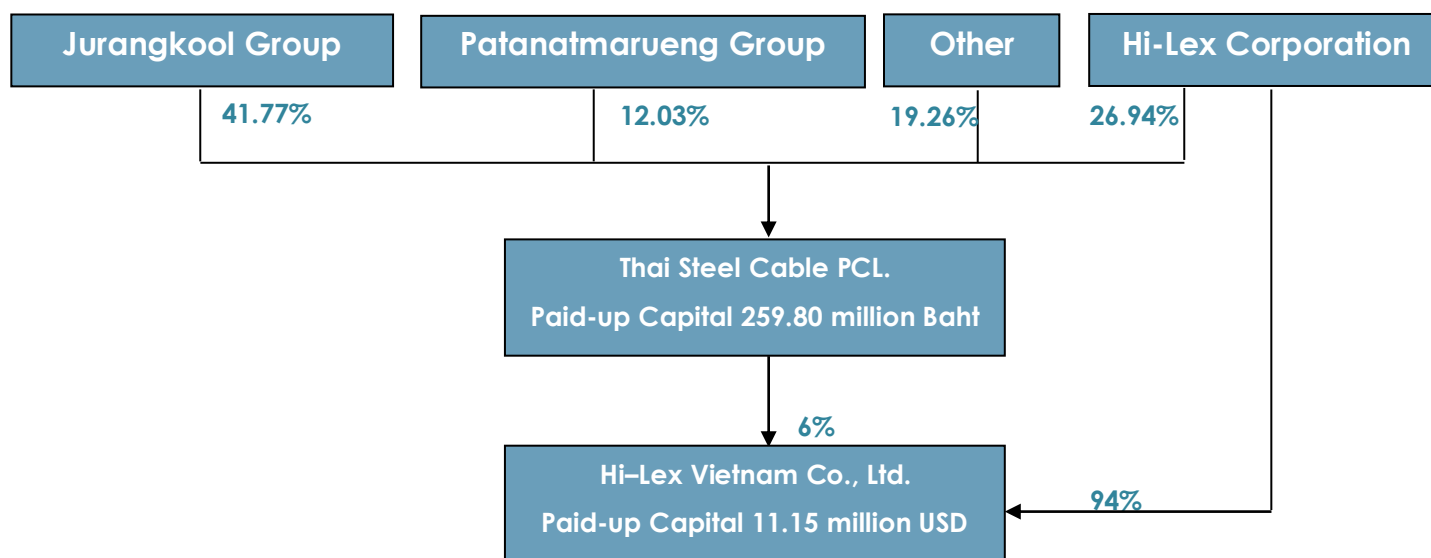 Jurangkool Group
Patanatmarueng Group
Other
Hi-Lex Corporation
41.77%
12.03%
19.26%
26.94%
Thai Steel Cable PCL.
Paid-up Capital 259.80 million Baht
6%
Hi–Lex Vietnam Co., Ltd.
Paid-up Capital 11.15 million USD
94%